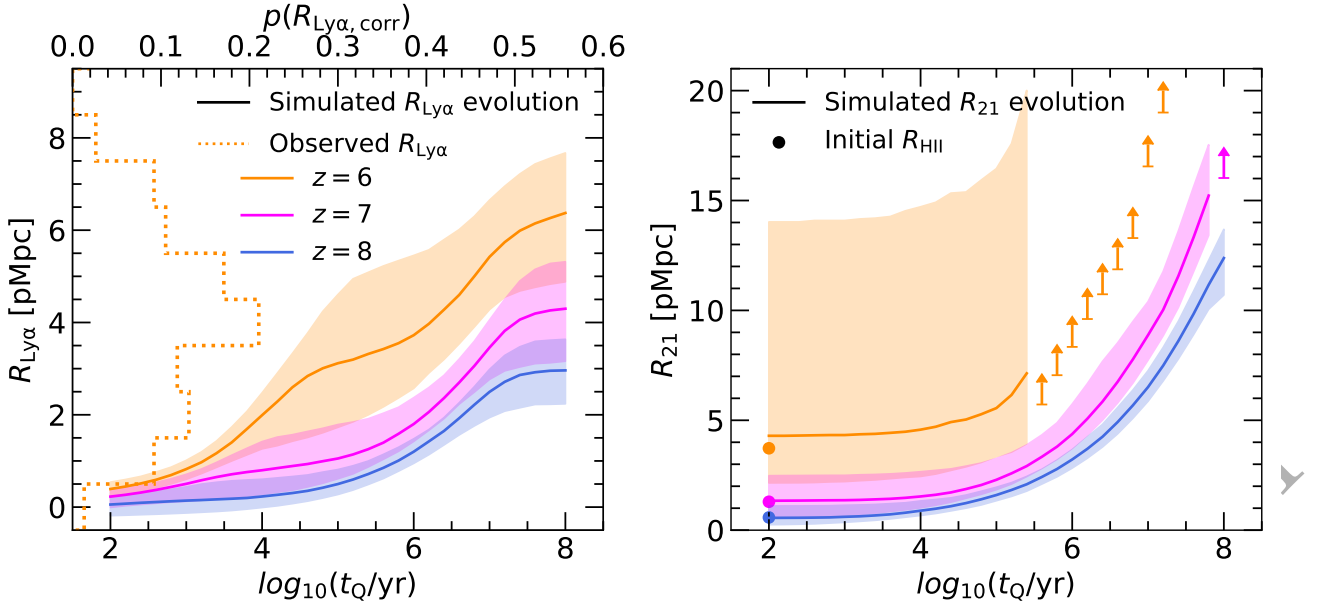 p(R_Lyα, corr)
0.0 0.1 0.2 0.3 0.4 0.5 0.6
Simulated R_Lyα evolution
Observed R_Lyα
z = 6
z = 7
z = 8
8
6
4
2
0
R_Lyα [pMpc]
2 4 6 8
log₁₀(t_Q/yr)
Simulated R₂₁ evolution
Initial R_HII
20
15
10
5
0
R₂₁ [pMpc]
2 4 6 8
log₁₀(t_Q/yr)